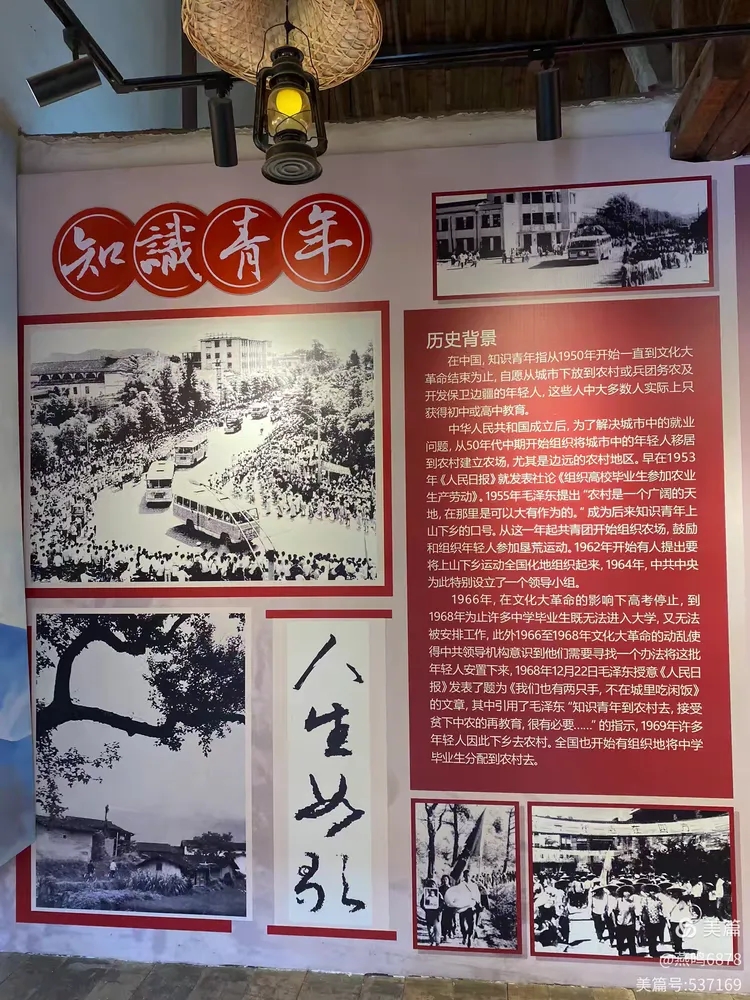 知識青年
历史背景
在中国，知识青年指从1950年开始一直到文化大
革命结束为止，自愿从城市下放到农村或兵团务农及
开发保卫边疆的年轻人，这些人中大多数人实际上只
获得初中或高中教育。
中华人民共和国成立后，为了解决城市中的就业
问题，从50年代中期开始组织将城市中的年轻人移居
到农村建立农场，尤其是边远的农村地区。早在1953
年《人民日报》就发表社论《组织高校毕业生参加农业
生产劳动》。1955年毛泽东提出“农村是一个广阔的天
地，在那里是可以大有作为的。”成为后来知识青年上
山下乡的口号。从这一年起共青团开始组织农场，鼓励
和组织年轻人参加垦荒运动。1962年开始有人提出要
将上山下乡运动全国化地组织起来，1964年，中共中央
为此特别设立了一个领导小组。
1966年，在文化大革命的影响下高考停止，到
1968年为止许多中学毕业生既无法进入大学，又无法
被安排工作，此外1966至1968年文化大革命的动乱使
得中共领导机构意识到他们需要寻找一个办法将这批
年轻人安置下来，1968年12月22日毛泽东授意《人民日
报》发表了题为《我们也有两只手，不在城里吃闲饭》
的文章，其中引用了毛泽东“知识青年到农村去，接受
贫下中农的再教育，很有必要……”的指示，1969年许多
年轻人因此下乡去农村。全国也开始有组织地将中学
毕业生分配到农村去。
人生如歌
美篇
美篇号:537169